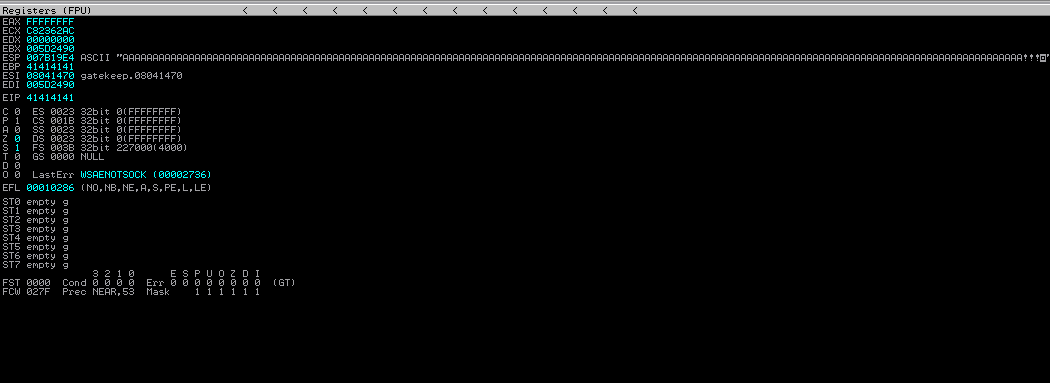 Registers (FPU) < < < < < < < < < < < < < <
EAX FFFFFFFF
ECX C82362AC
EDX 00000000
EBX 005D2490
ESP 007B19E4 ASCII "AAAAAAAAAAAAAAAAAAAAAAAAAAAAAAAAAAAAAAAAAAAAAAAAAAAAAAAAAAAAAAAAAAAAAAAAAAAAAAAAAAAAAAAAAAAAAAAAAAAAAAAAAAAAAAAAAAAAAAAAAAAAAAAAAAAAAAAAAAAAAAAAAAAAAA
EBP 41414141
ESI 08041470 gatekeep.08041470
EDI 005D2490
EIP 41414141
C 0 ES 0023 32bit 0(FFFFFFFF)
P 1 CS 001B 32bit 0(FFFFFFFF)
A 0 SS 0023 32bit 0(FFFFFFFF)
Z 0 DS 0023 32bit 0(FFFFFFFF)
S 1 FS 003B 32bit 227000(4000)
T 0 GS 0000 NULL
D 0
O 0 LastErr WSAENOTSOCK (00002736)
EFL 00010286 (NO,NB,NE,A,S,PE,L,LE)
ST0 empty g
ST1 empty g
ST2 empty g
ST3 empty g
ST4 empty g
ST5 empty g
ST6 empty g
ST7 empty g
3 2 1 0 E S P U O Z D I
FST 0000 Cond 0 0 0 0 Err 0 0 0 0 0 0 0 0 (GT)
FCW 027F Prec NEAR,53 Mask 1 1 1 1 1 1